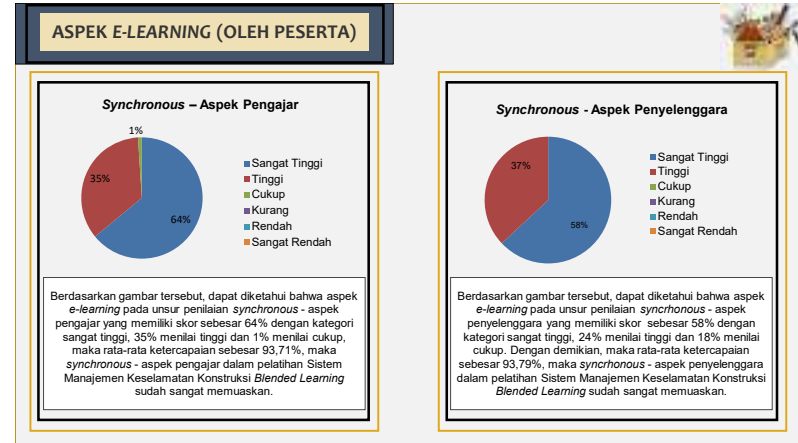 ASPEK E-LEARNING (OLEH PESERTA)
Synchronous – Aspek Pengajar
1%
35%
64%
Sangat Tinggi
Tinggi
Cukup
Kurang
Rendah
Sangat Rendah
Berdasarkan gambar tersebut, dapat diketahui bahwa aspek
e-learning pada unsur penilaian synchronous - aspek
pengajar yang memiliki skor sebesar 64% dengan kategori
sangat tinggi, 35% menilai tinggi dan 1% menilai cukup,
maka rata-rata ketercapaian sebesar 93,71%, maka
synchronous - aspek pengajar dalam pelatihan Sistem
Manajemen Keselamatan Konstruksi Blended Learning
sudah sangat memuaskan.
Synchronous - Aspek Penyelenggara
37%
58%
Sangat Tinggi
Tinggi
Cukup
Kurang
Rendah
Sangat Rendah
Berdasarkan gambar tersebut, dapat diketahui bahwa aspek
e-learning pada unsur penilaian syncrhonous - aspek
penyelenggara yang memiliki skor sebesar 58% dengan
kategori sangat tinggi, 24% menilai tinggi dan 18% menilai
cukup. Dengan demikian, maka rata-rata ketercapaian
sebesar 93,79%, maka syncrhonous - aspek penyelenggara
dalam pelatihan Sistem Manajemen Keselamatan Konstruksi
Blended Learning sudah sangat memuaskan.